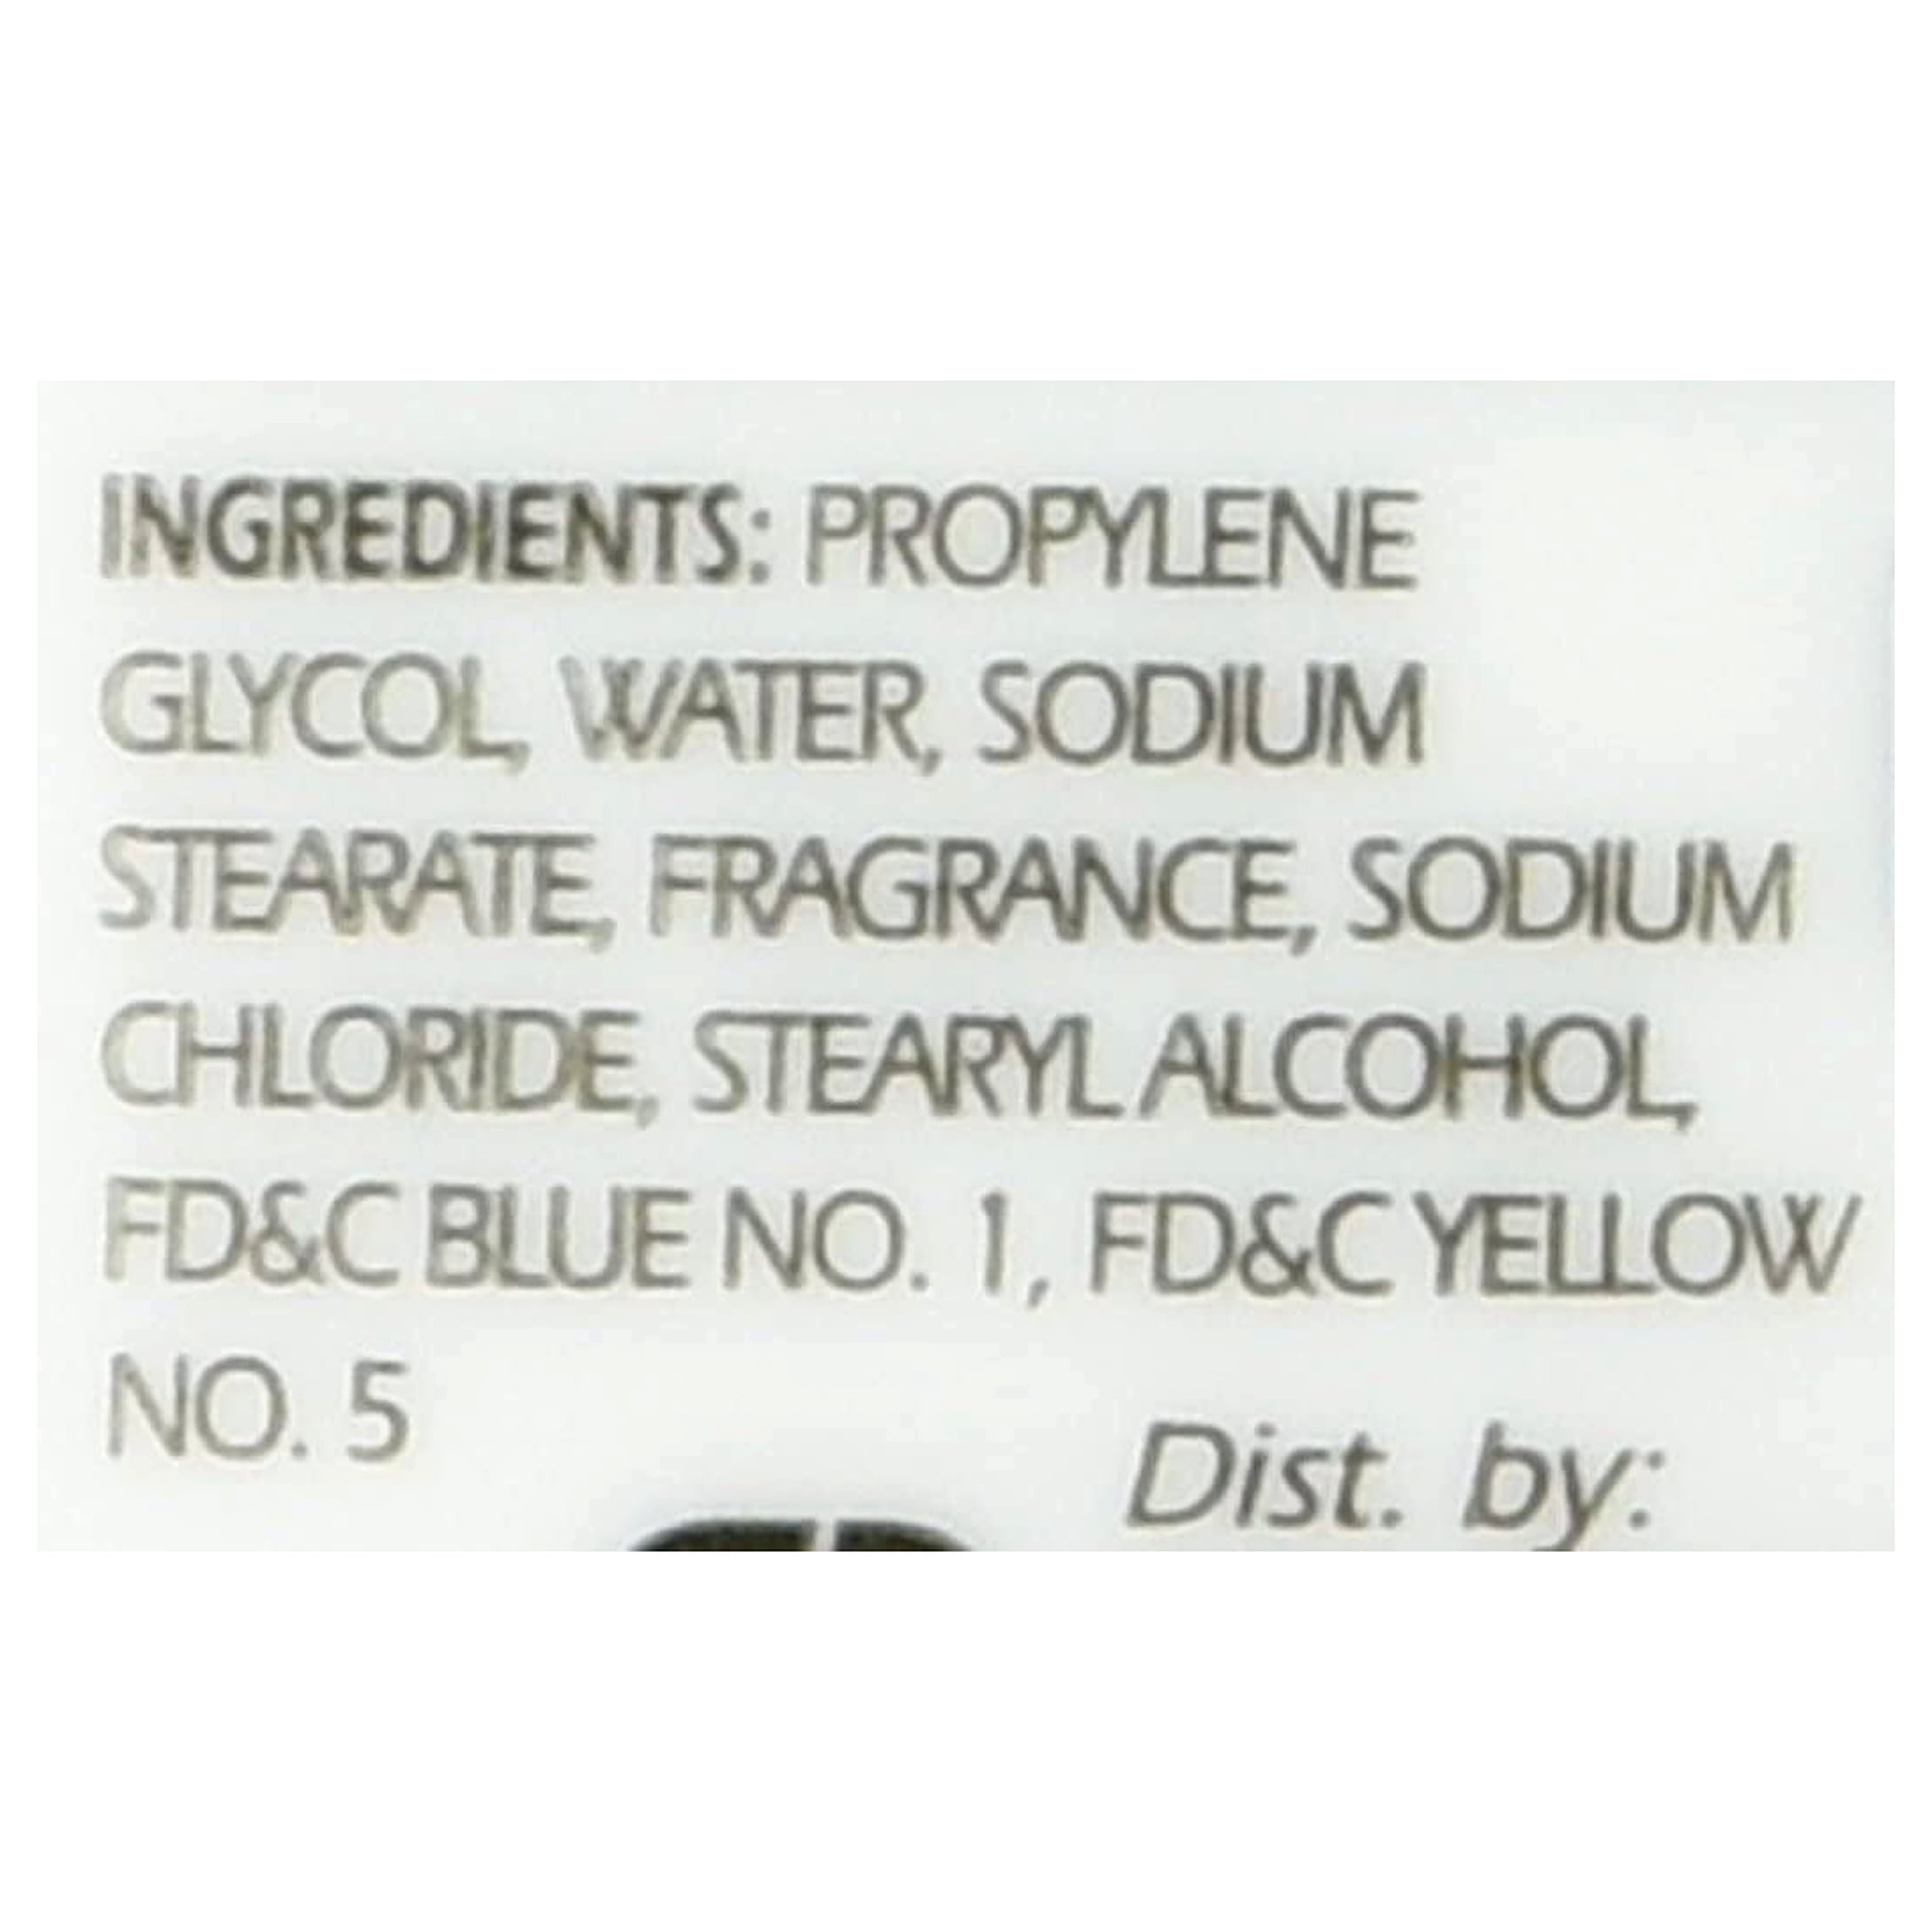 INGREDIENTS: PROPYLENE
GLYCOL, WATER, SODIUM
STEARATE, FRAGRANCE, SODIUM
CHLORIDE, STEARYL ALCOHOL,
FD&C BLUE NO. 1, FD&C YELLOW
NO. 5
Dist. by: